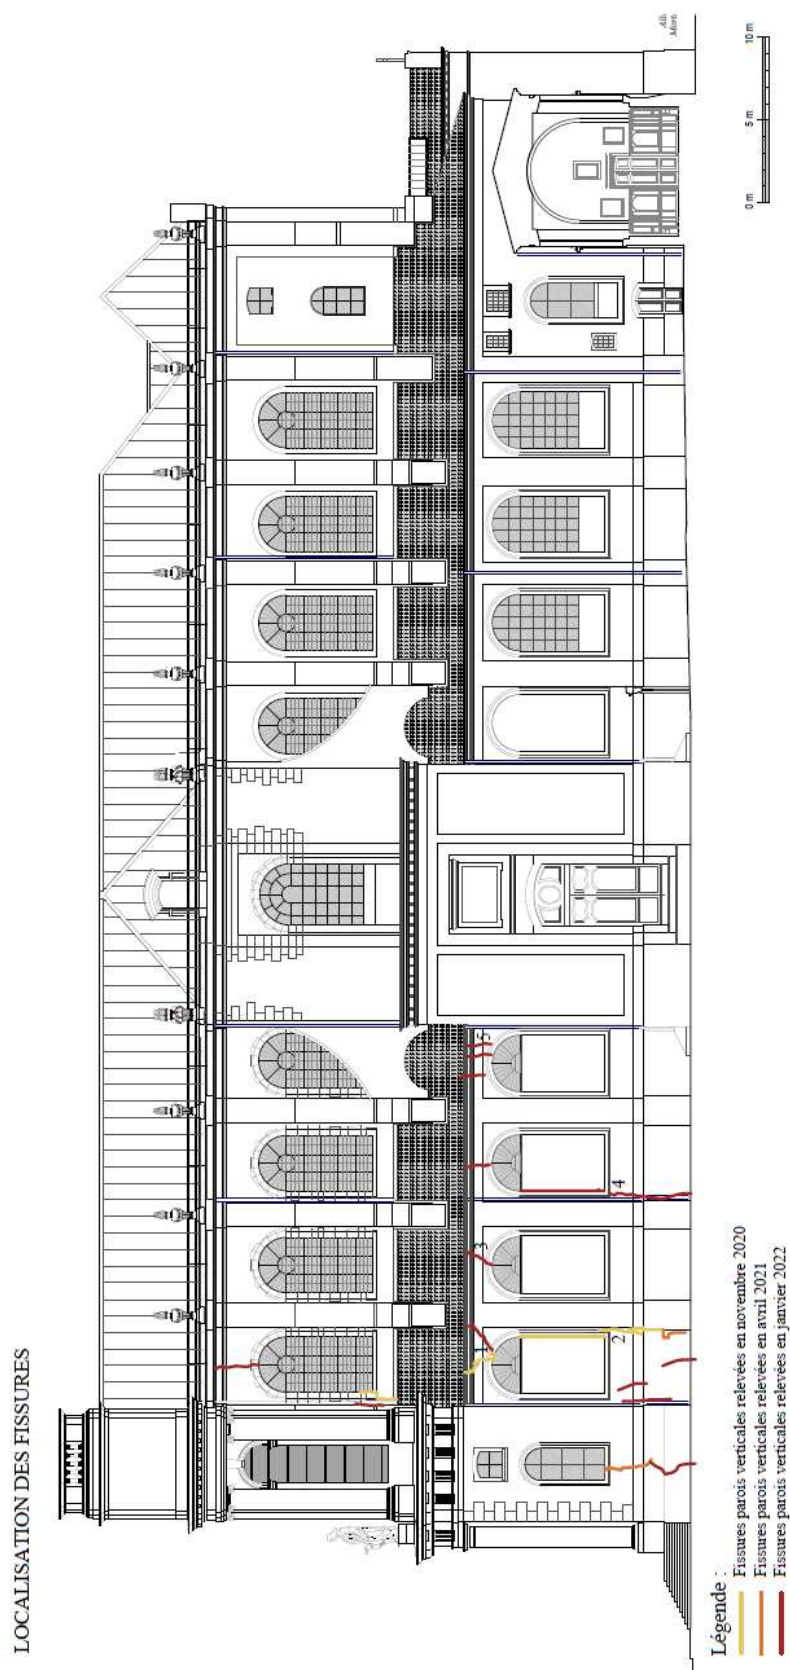 LOCALISATION DES FISSURES
1
2
3
4
5
0 m
5 m
10 m
Légende :
Fissures parois verticales relevées en novembre 2020
Fissures parois verticales relevées en avril 2021
Fissures parois verticales relevées en janvier 2022